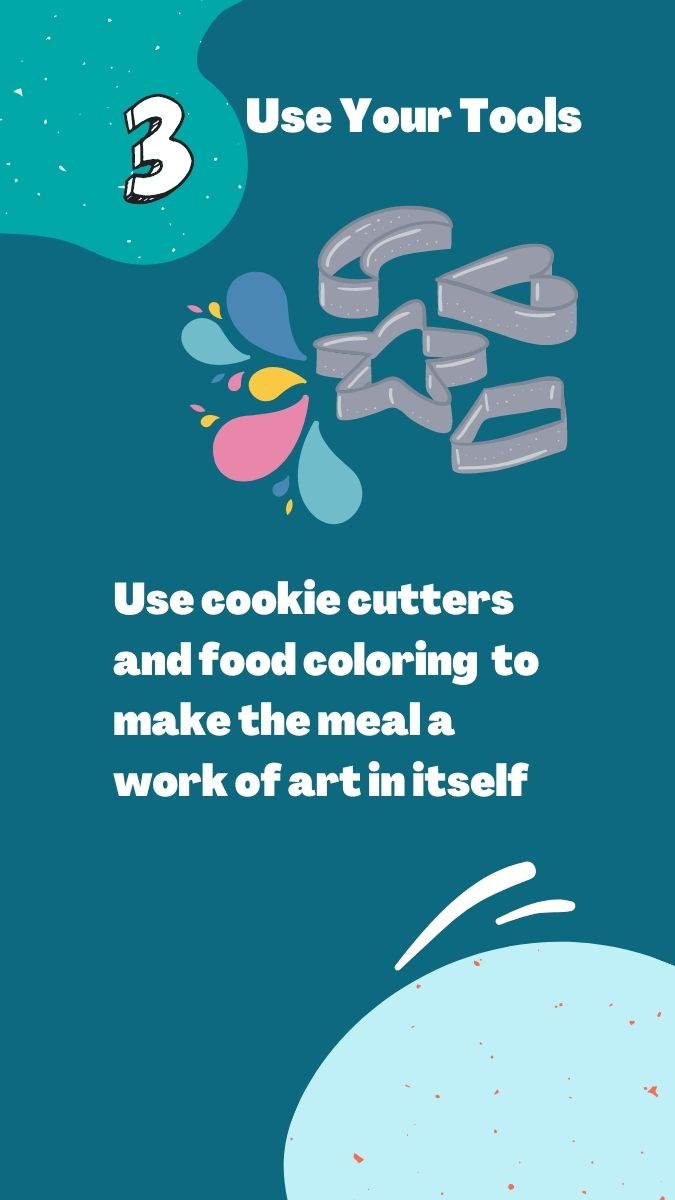 3
Use Your Tools
Use cookie cutters
and food coloring to
make the meal a
work of art in itself